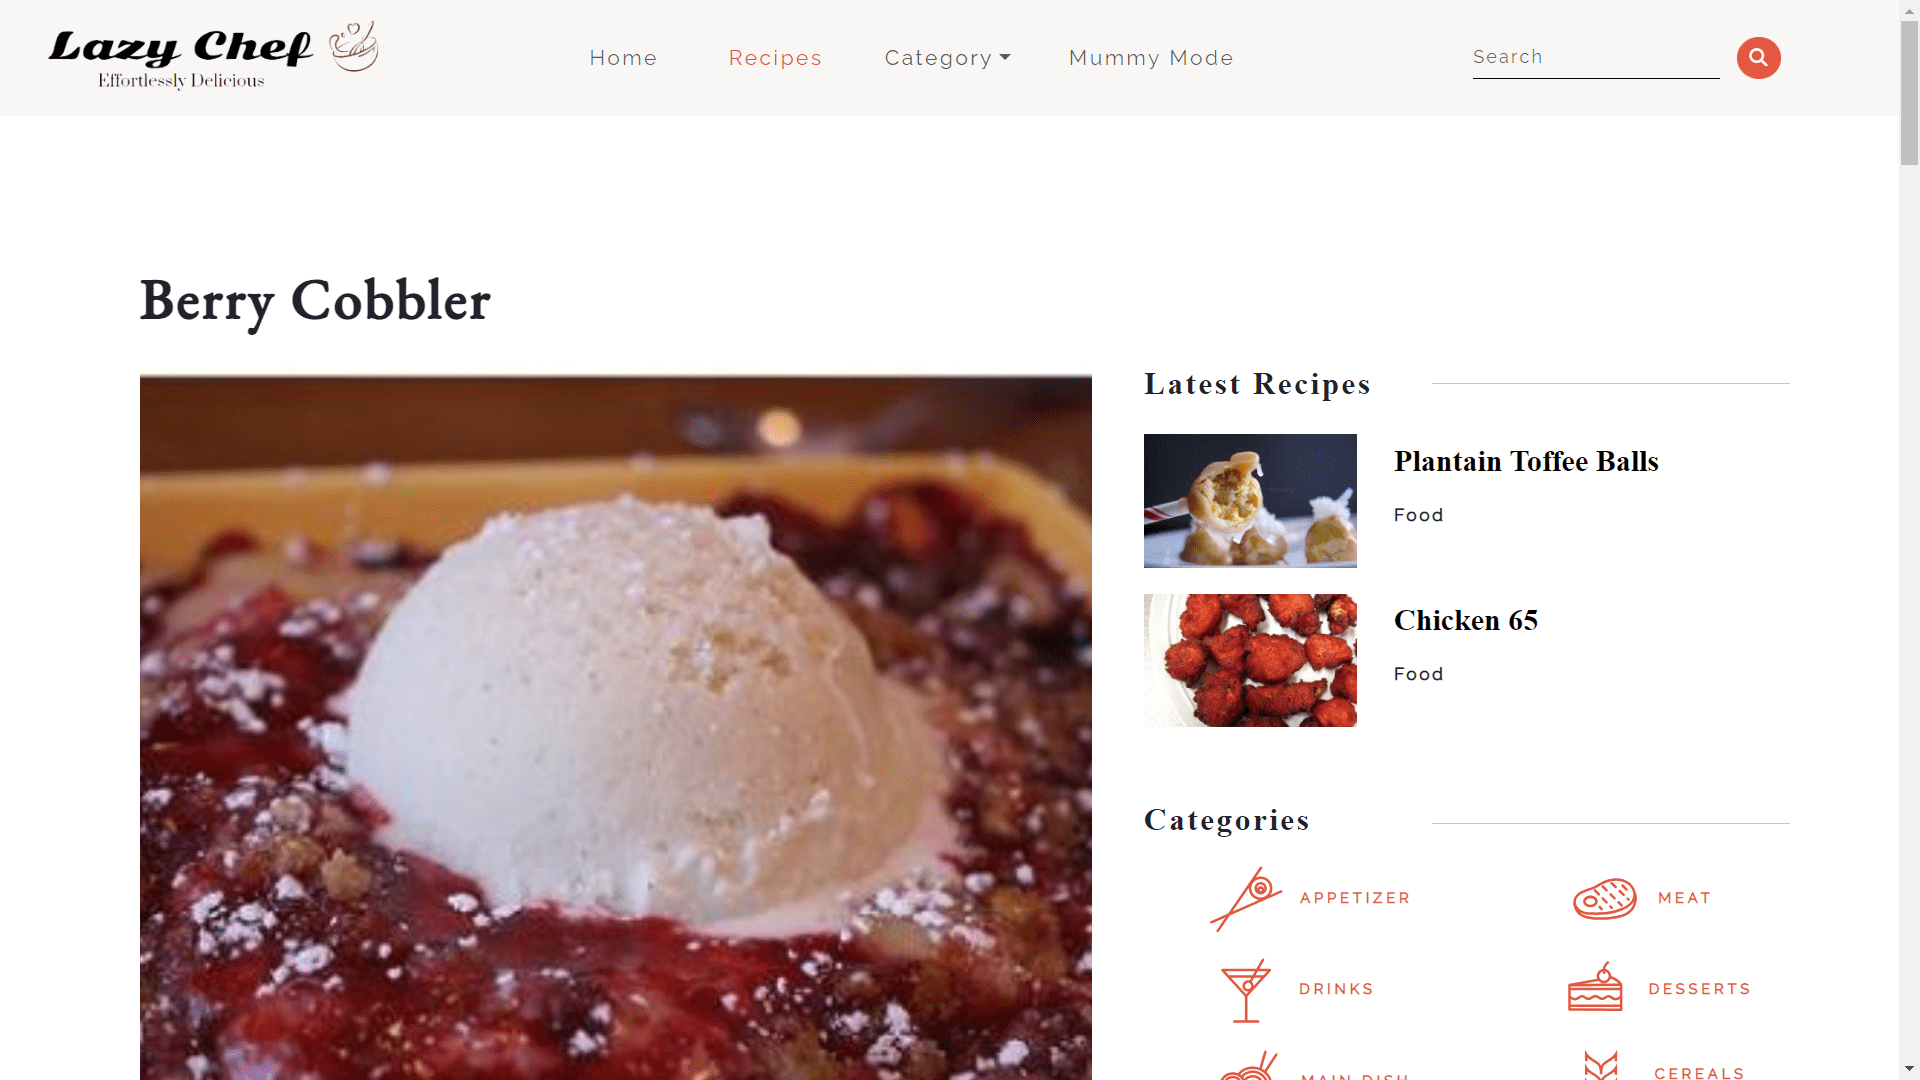 Lazy Chef
Effortlessly Delicious
Home
Recipes
Category
Mummy Mode
Search
Berry Cobbler
Latest Recipes
Plantain Toffee Balls
Food
Chicken 65
Food
Categories
APPETIZER
MEAT
DRINKS
DESSERTS
MAIN DISH
CEREALS